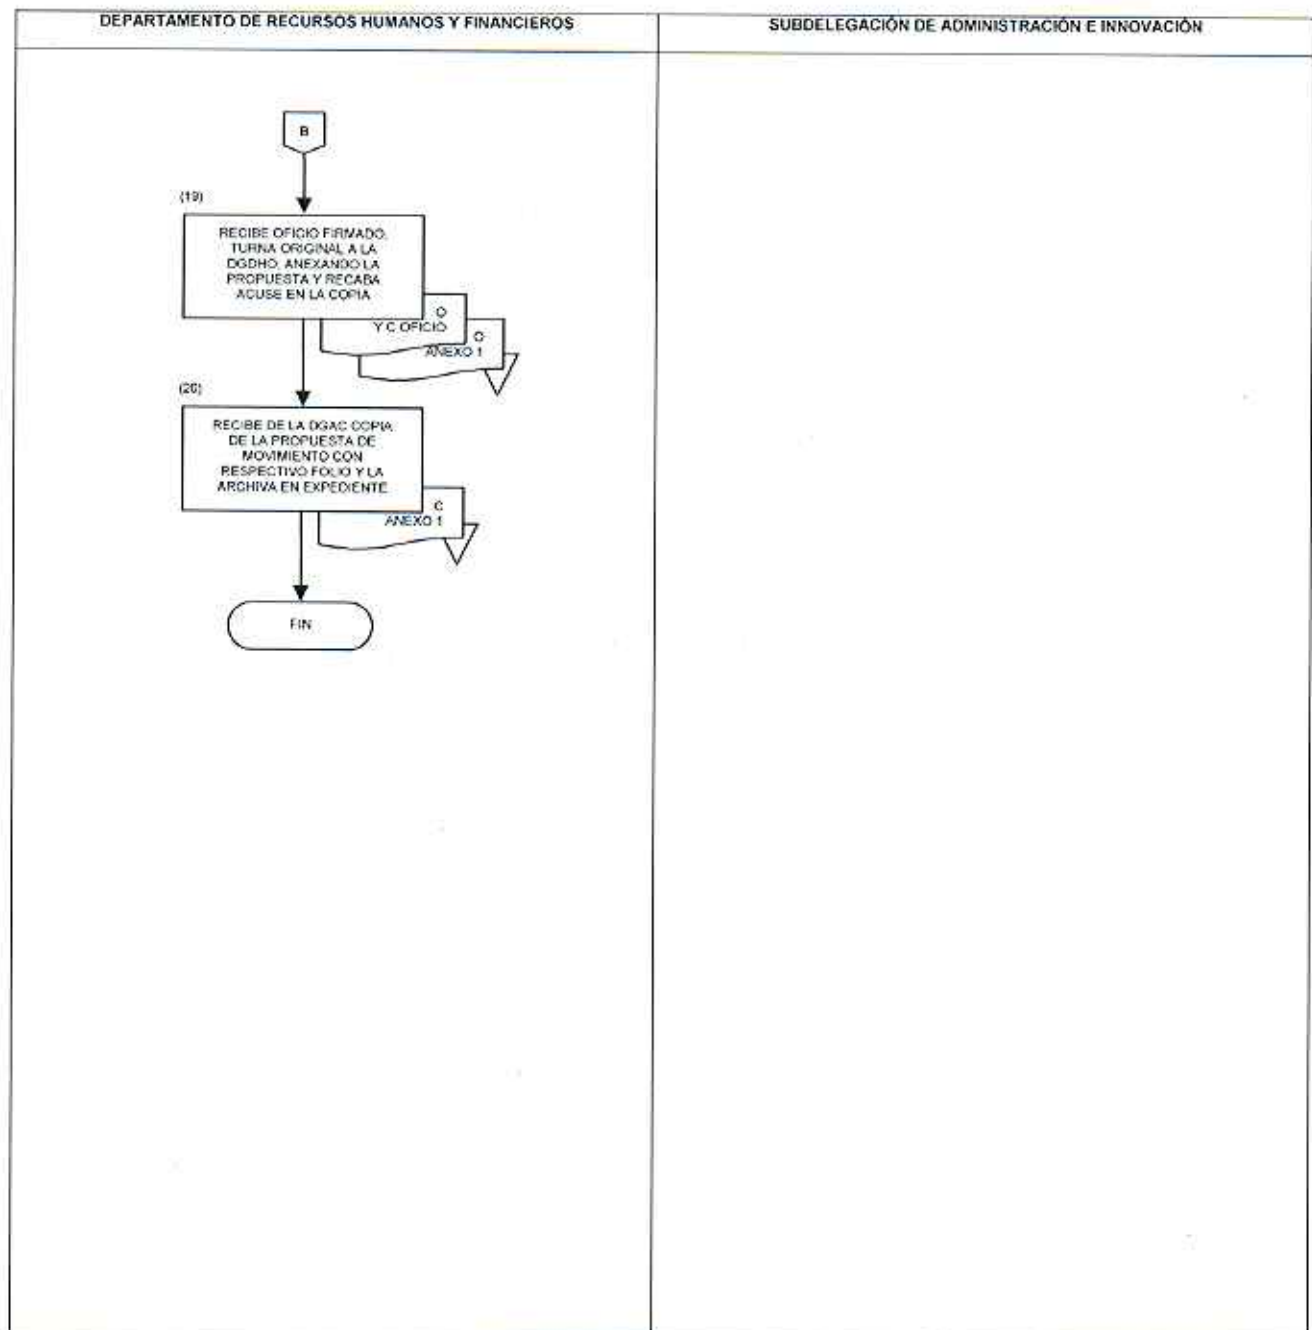 DEPARTAMENTO DE RECURSOS HUMANOS Y FINANCIEROS
SUBDELEGACIÓN DE ADMINISTRACIÓN E INNOVACIÓN
B
(19)
RECIBE OFICIO FIRMADO,
TURNA ORIGINAL A LA
DGDHO, ANEXANDO LA
PROPUESTA Y RECABA
ACUSE EN LA COPIA
O
Y C OFICIO
O
ANEXO 1
(20)
RECIBE DE LA DGAC COPIA
DE LA PROPUESTA DE
MOVIMIENTO CON
RESPECTIVO FOLIO Y LA
ARCHIVA EN EXPEDIENTE
C
ANEXO 1
FIN